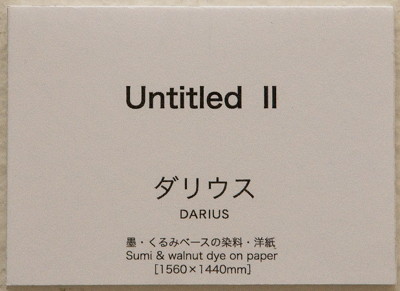 Untitled II
ダリウス
DARIUS
墨・くるみベースの染料・洋紙
Sumi & walnut dye on paper
[1560×1440mm]